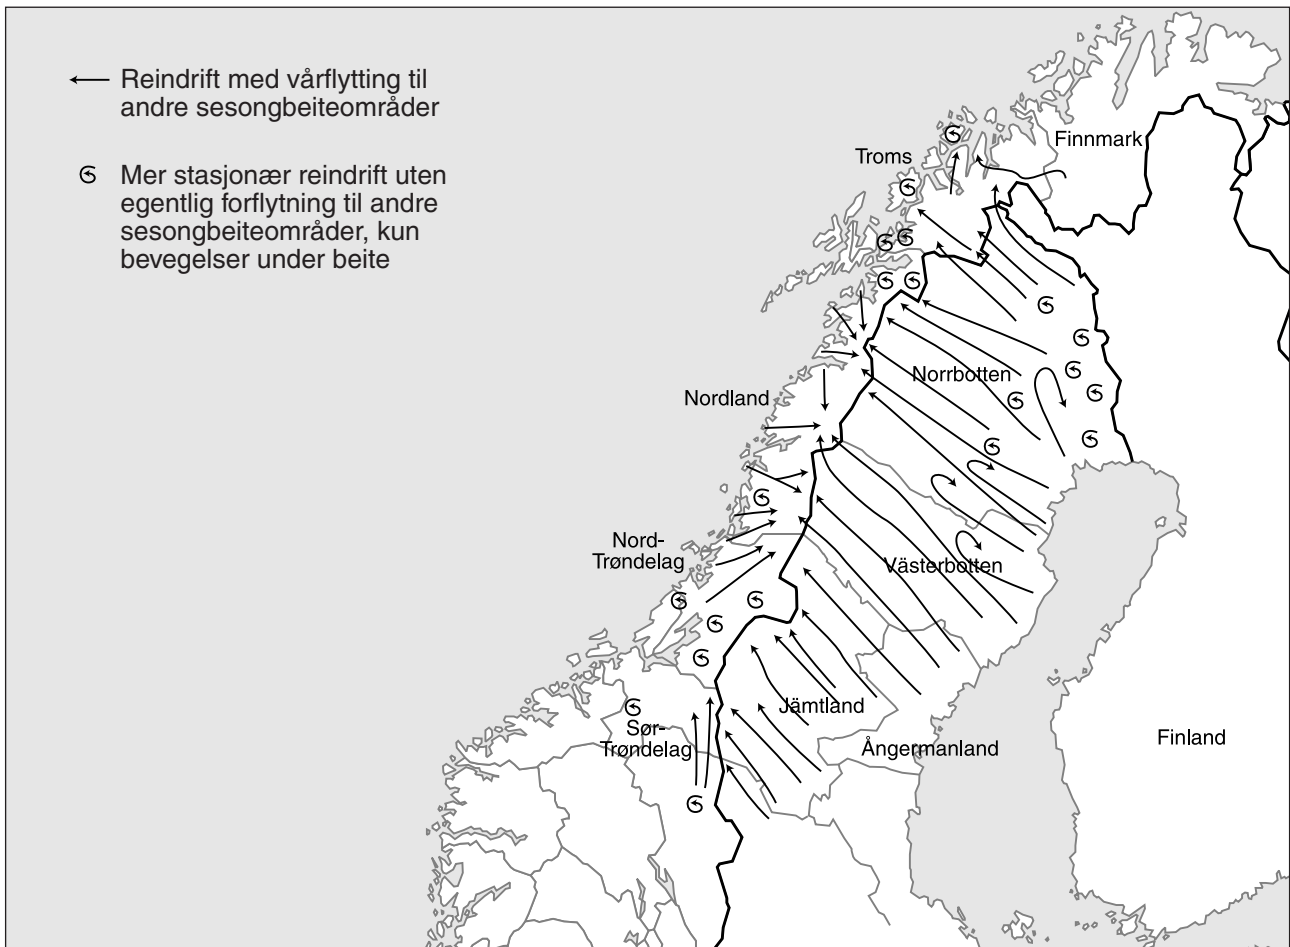 Reindrift med vårflytting til
andre sesongbeiteområder
Mer stasjonær reindrift uten
egentlig forflytning til andre
sesongbeiteområder, kun
bevegelser under beite
Finnmark
Troms
Norrbotten
Nordland
Nord-
Trøndelag
Västerbotten
Jämtland
Sør-
Trøndelag
Ångermanland
Finland